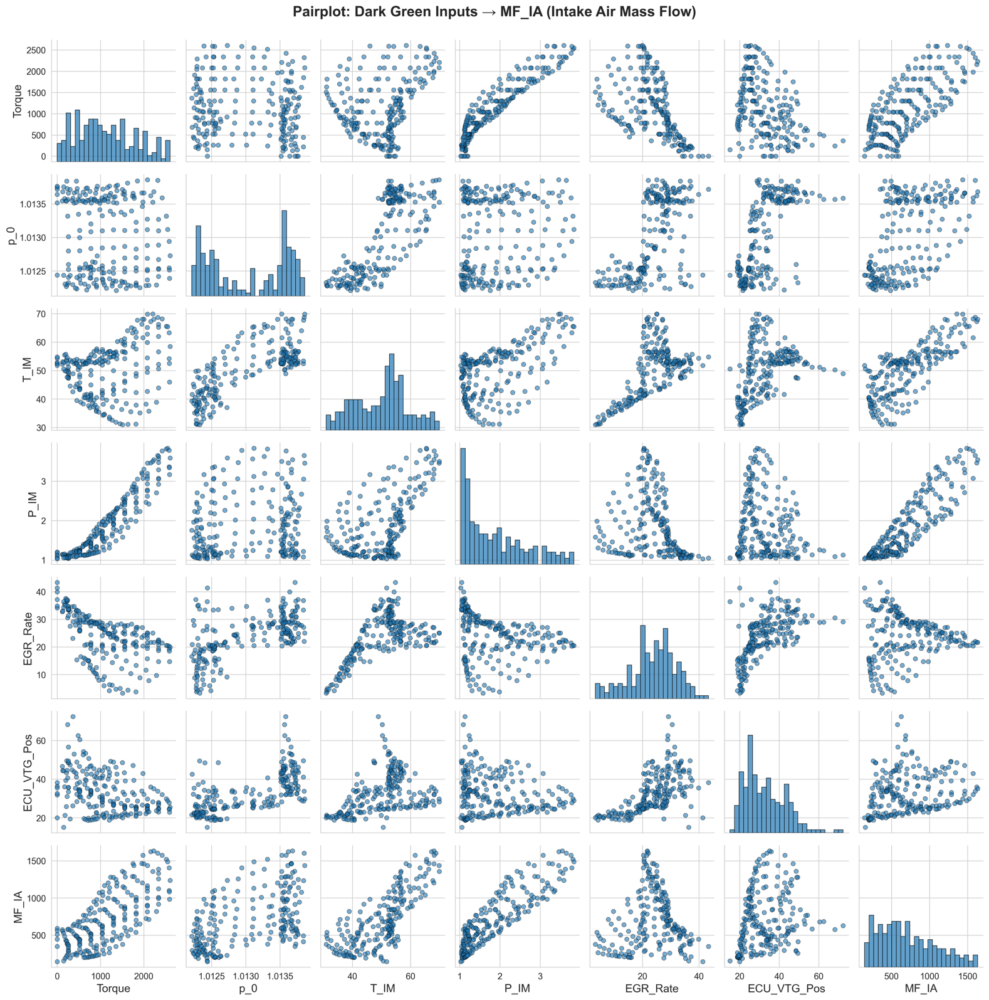 Pairplot: Dark Green Inputs → MF_IA (Intake Air Mass Flow)
2500
2000
1500
1000
500
0
Torque
1.0135
1.0130
1.0125
p_0
70
60
50
40
30
T_IM
3
2
1
P_IM
40
30
20
10
EGR_Rate
60
40
20
ECU_VTG_Pos
1500
1000
500
MF_IA
0 1000 2000
1.0125 1.0130 1.0135
40 60
1 2 3
20 40
20 40 60
500 1000 1500
Torque p_0 T_IM P_IM EGR_Rate ECU_VTG_Pos MF_IA